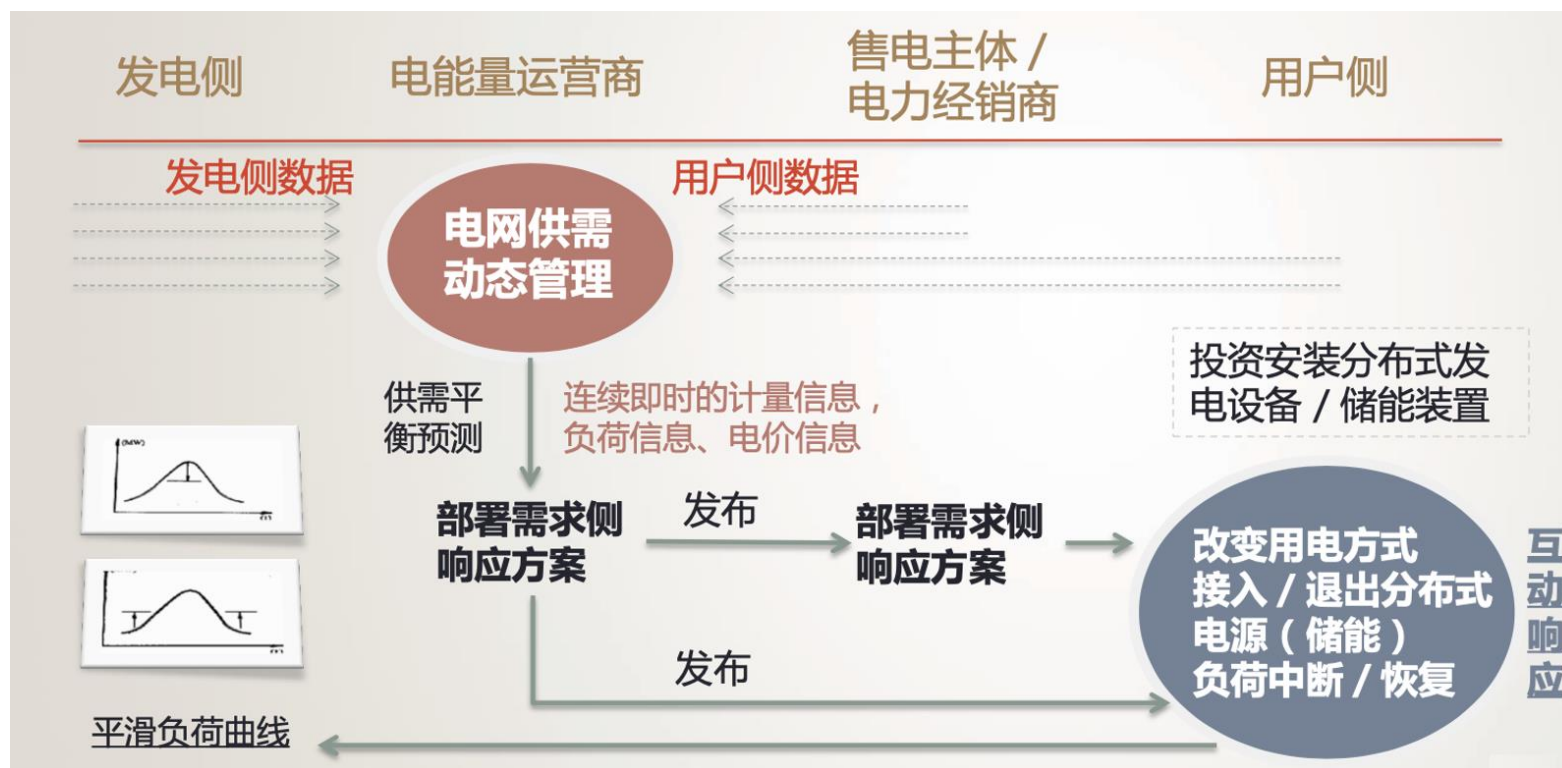 发电侧
电能量运营商
售电主体 /
电力经销商
用户侧
发电侧数据
用户侧数据
电网供需
动态管理
投资安装分布式发
电设备 / 储能装置
供需平
衡预测
连续即时的计量信息，
负荷信息、电价信息
(MW)
部署需求侧
响应方案
发布
部署需求侧
响应方案
改变用电方式
接入 / 退出分布式
电源（储能）
负荷中断 / 恢复
互
动
响
应
发布
平滑负荷曲线